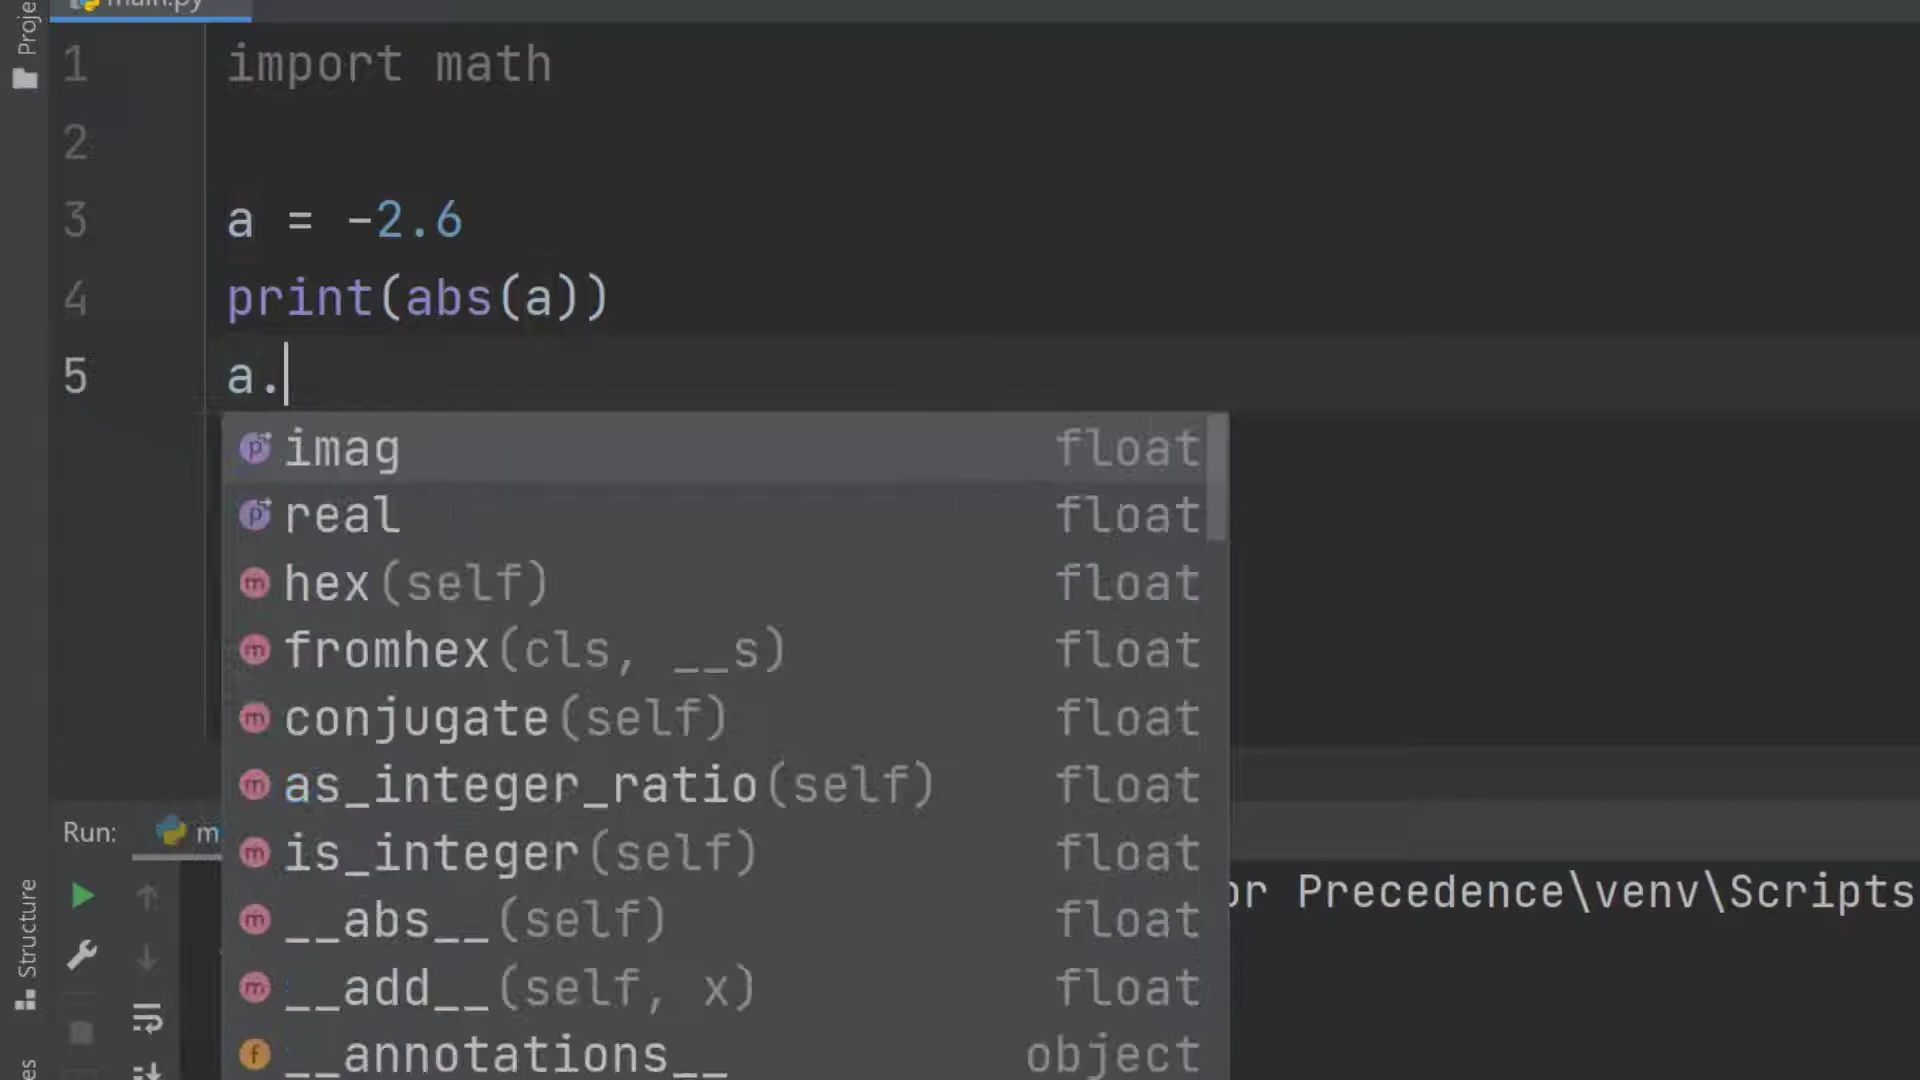 main.py
Proje
1 import math
2
3 a = -2.6
4 print(abs(a))
5 a.
imag float
real float
hex(self) float
fromhex(cls, __s) float
conjugate(self) float
as_integer_ratio(self) float
is_integer(self) float
__abs__(self) float
__add__(self, x) float
__annotations__ object
Run: m
or Precedence\venv\Scripts
Structure
es